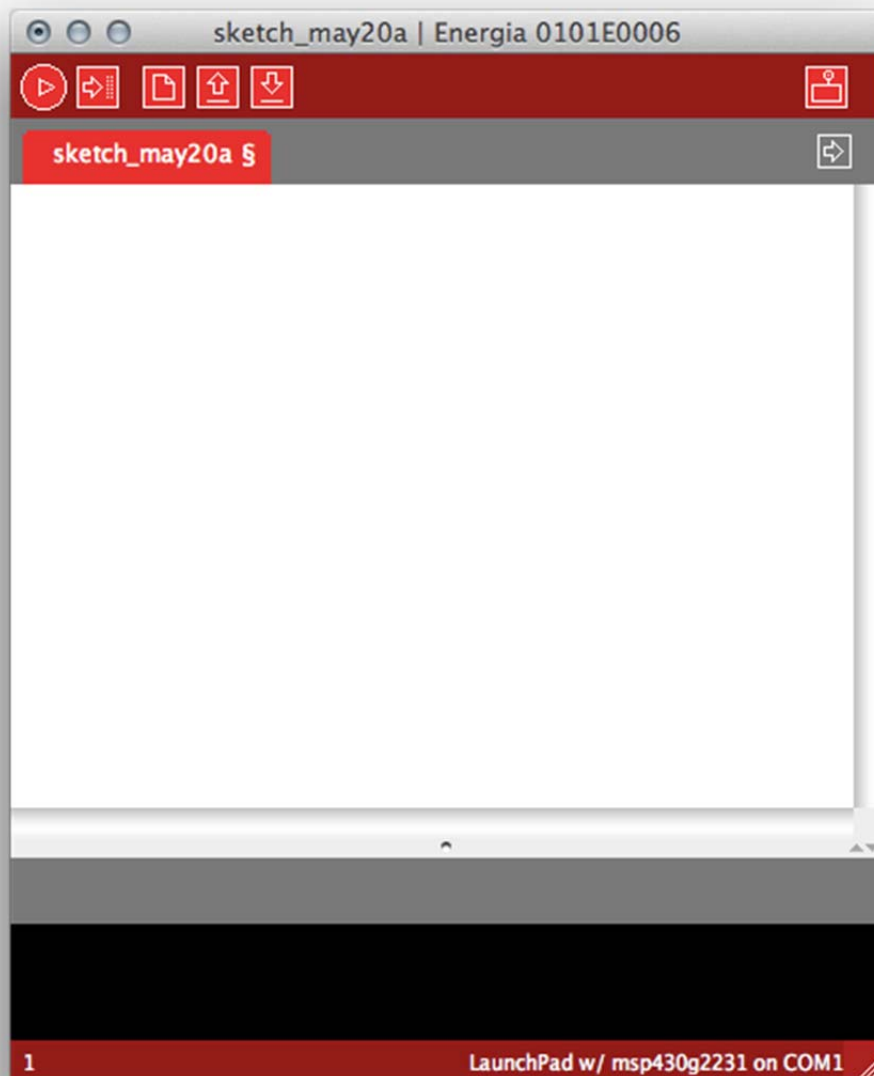 sketch_may20a | Energia 0101E0006
sketch_may20a §
1
LaunchPad w/ msp430g2231 on COM1